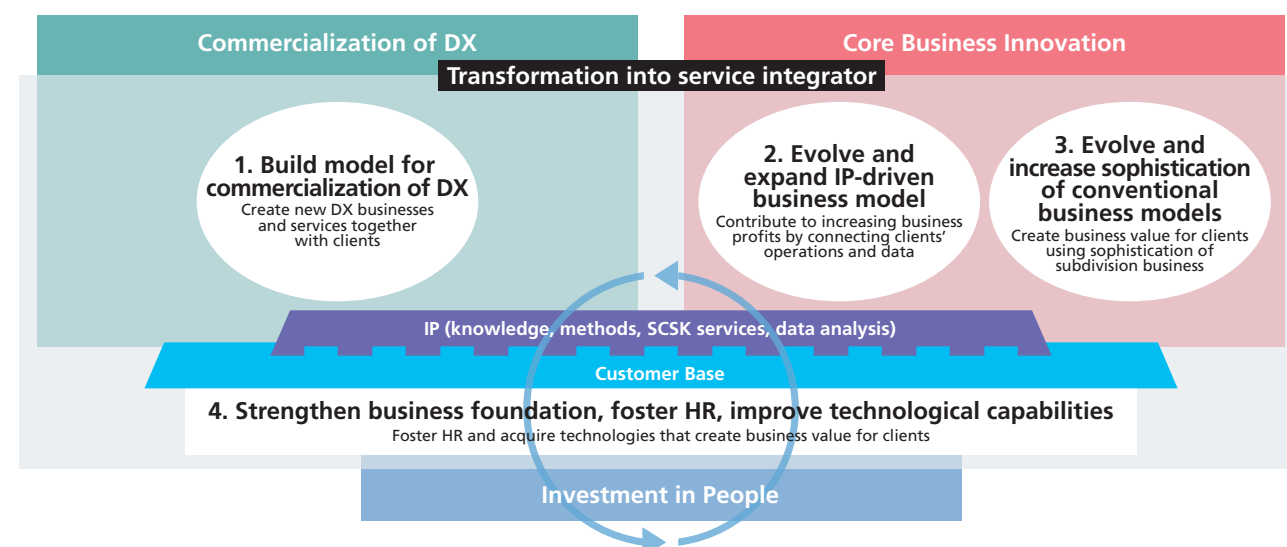 Commercialization of DX
Core Business Innovation
Transformation into service integrator
1. Build model for
commercialization of DX
Create new DX businesses
and services together
with clients
2. Evolve and
expand IP-driven
business model
Contribute to increasing business
profits by connecting clients’
operations and data
3. Evolve and
increase sophistication
of conventional
business models
Create business value for clients
using sophistication of
subdivision business
IP (knowledge, methods, SCSK services, data analysis)
Customer Base
4. Strengthen business foundation, foster HR, improve technological capabilities
Foster HR and acquire technologies that create business value for clients
Investment in People